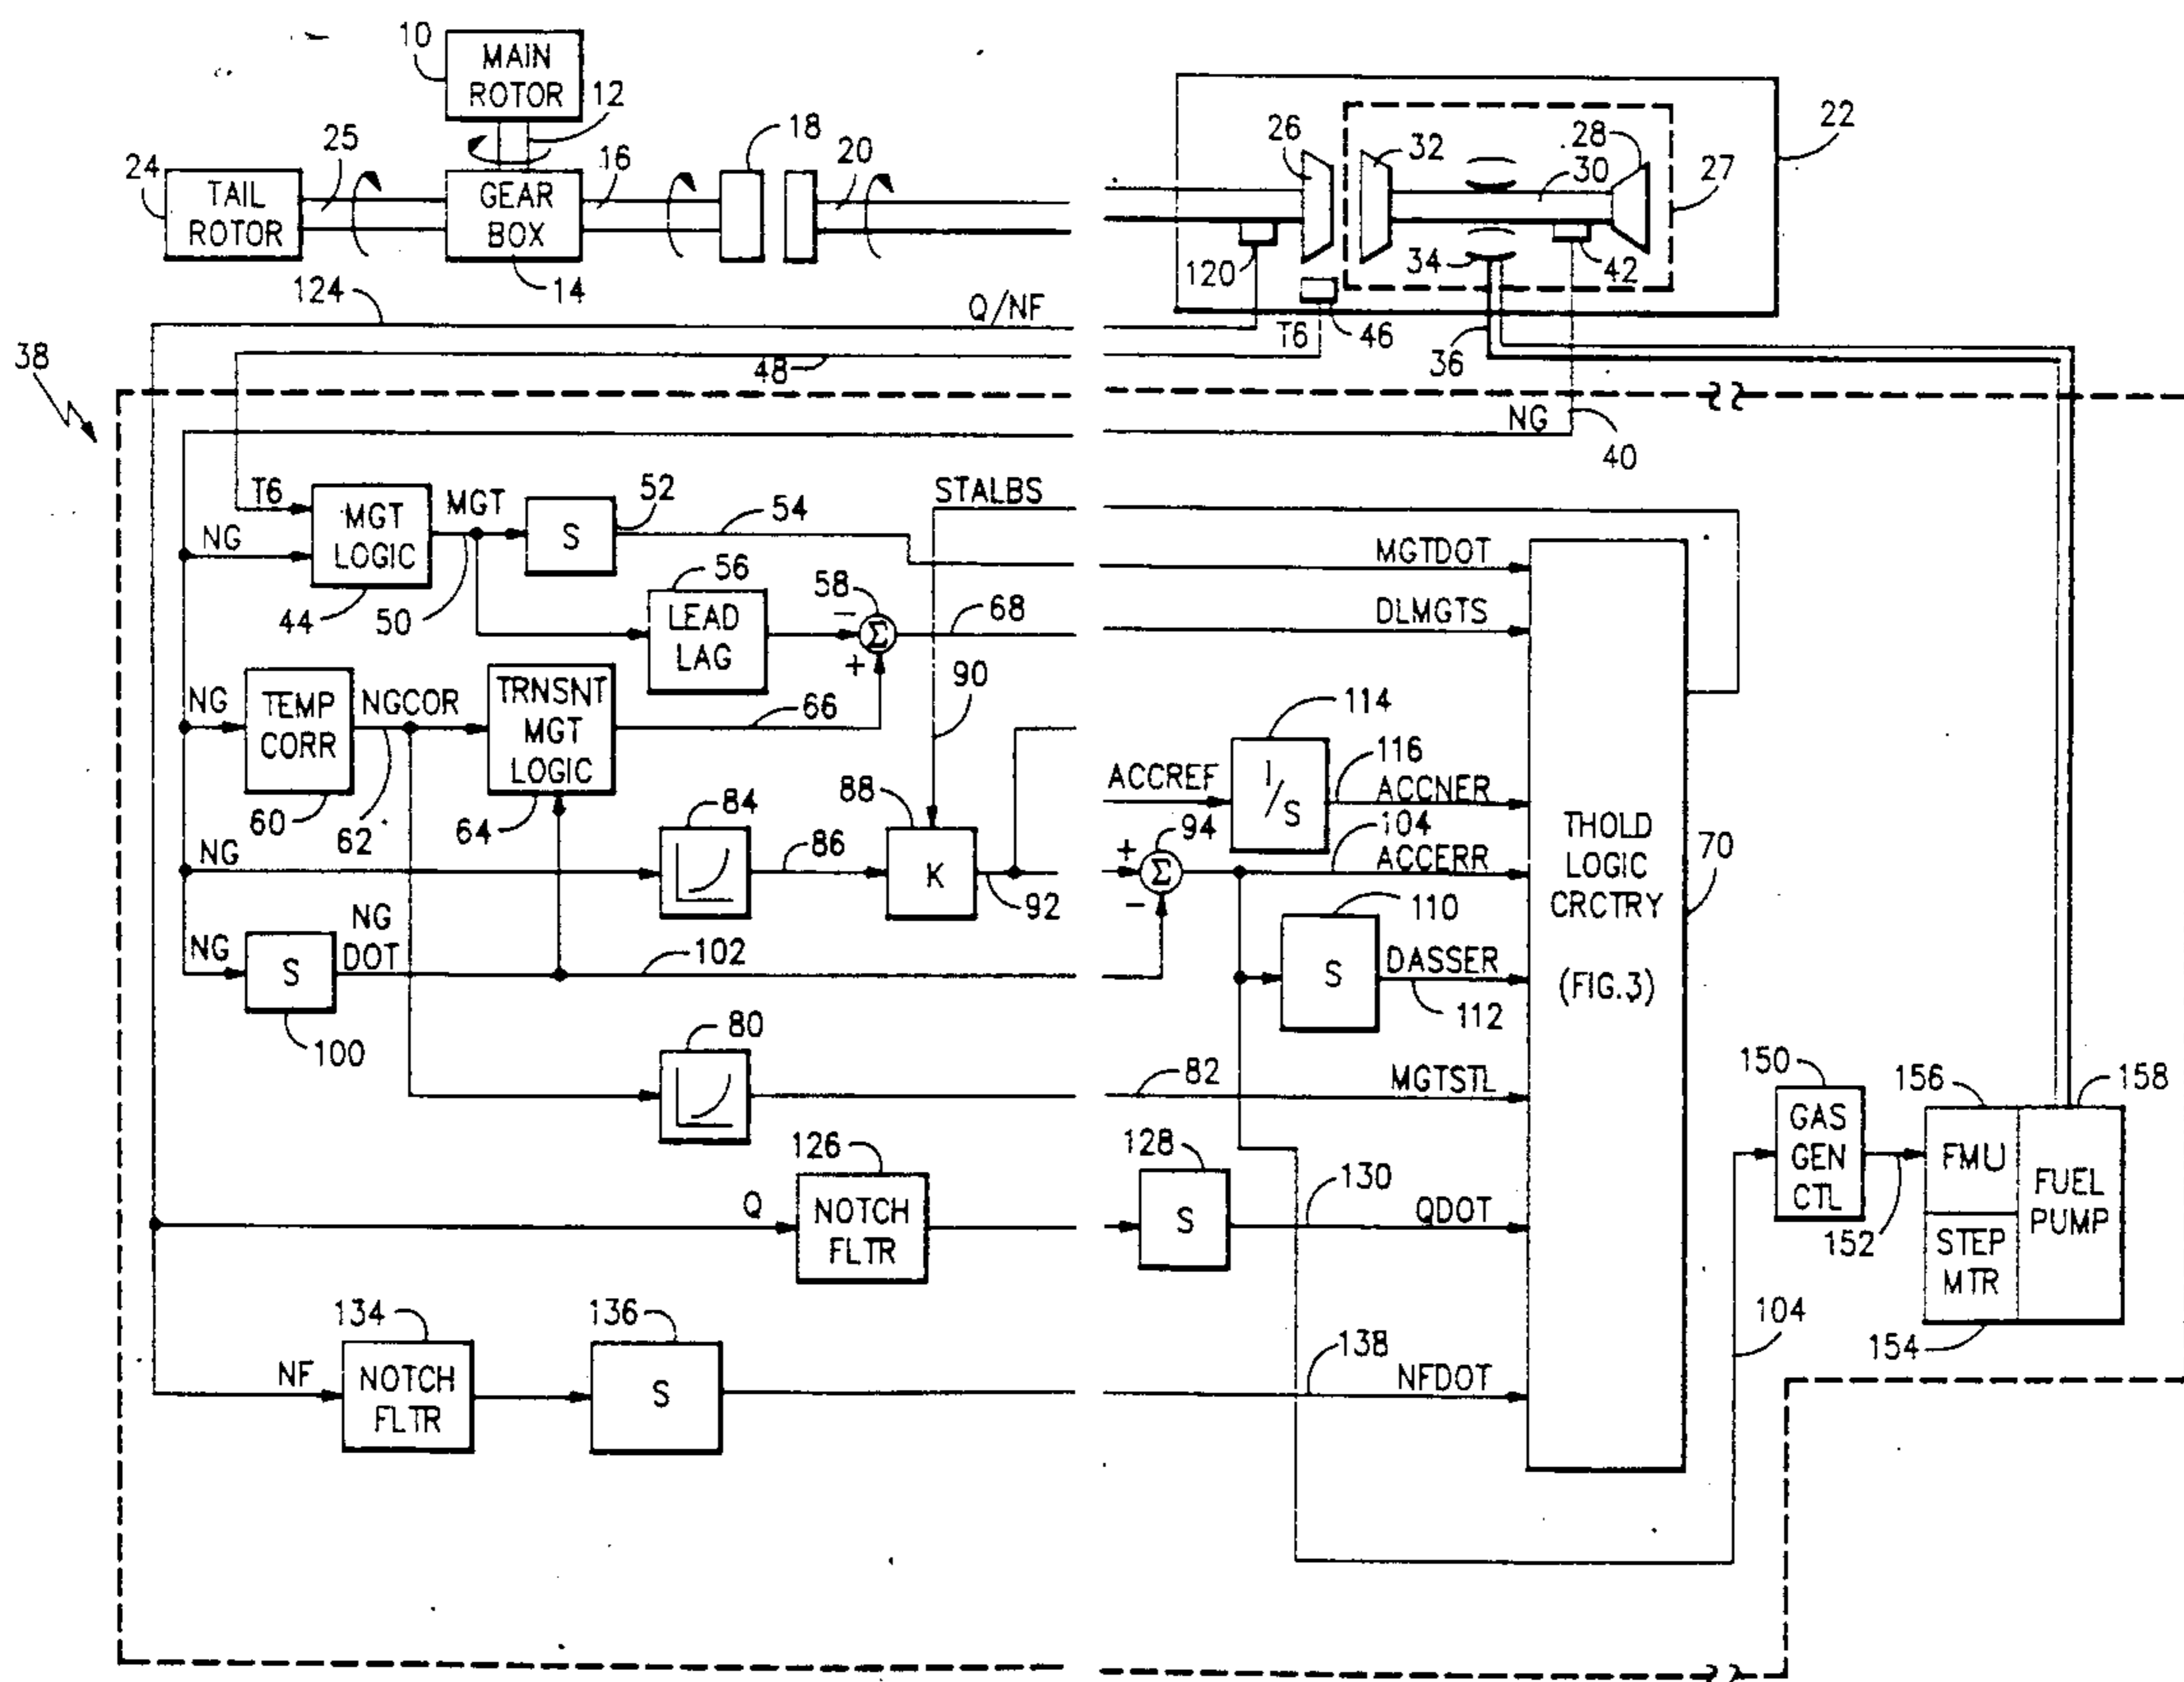 10
MAIN
ROTOR
12
24
TAIL
ROTOR
25
GEAR
BOX
14
16
18
20
26
32
28
30
27
22
34
42
120
124
Q/NF
T6
46
36
48
38
NG
40
T6
NG
MGT
LOGIC
44
MGT
50
S
52
54
STALBS
MGTDOT
56
LEAD
LAG
58
−
Σ
+
68
DLMGTS
90
NG
TEMP
CORR
60
NGCOR
62
TRNSNT
MGT
LOGIC
64
66
114
1/S
116
ACCREF
ACCNER
NG
84
86
88
K
92
+
Σ
−
94
104
ACCERR
THOLD
LOGIC
CRCTRY
(FIG.3)
70
NG
S
100
NG
DOT
102
110
S
DASSER
112
80
82
MGTSTL
150
GAS
GEN
CTL
152
156
FMU
158
FUEL
PUMP
STEP
MTR
154
Q
126
NOTCH
FLTR
128
S
130
QDOT
104
NF
134
NOTCH
FLTR
136
S
138
NFDOT